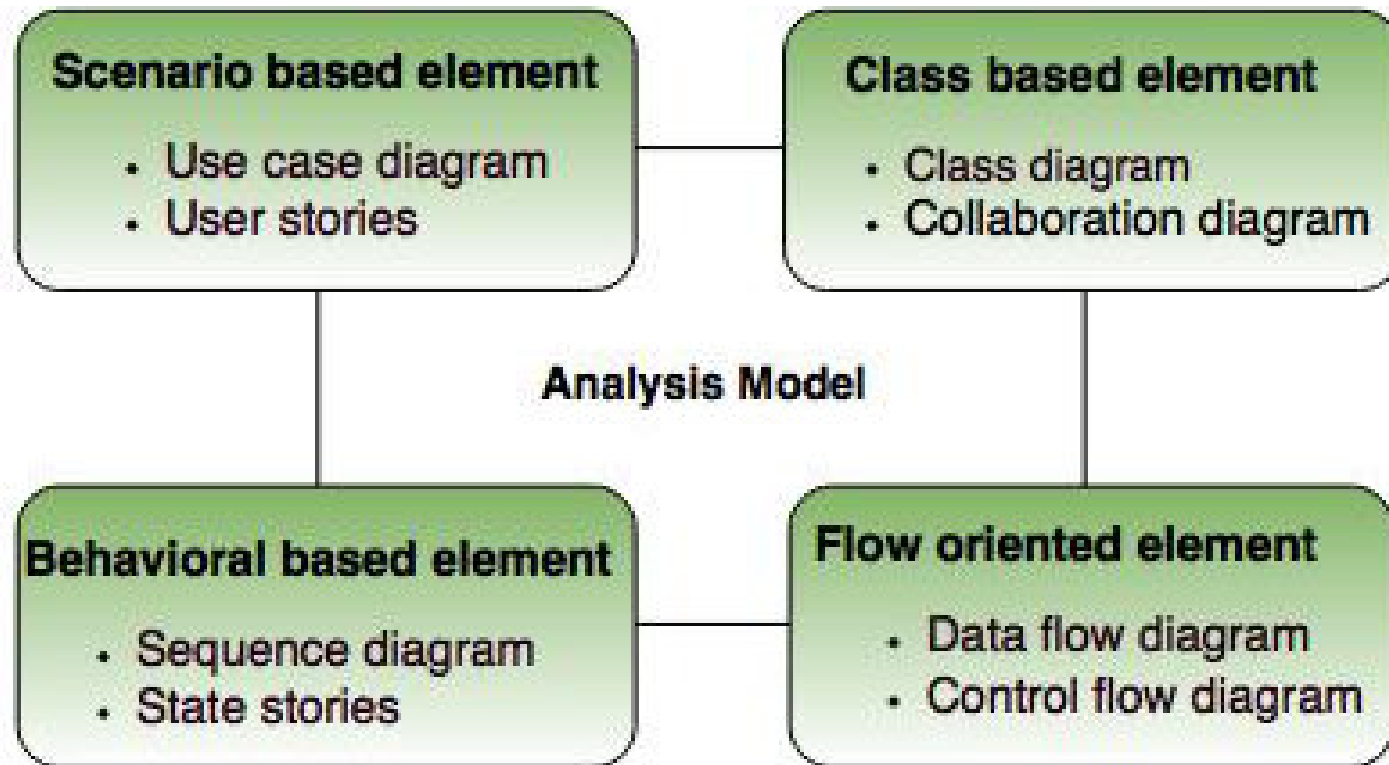 Scenario based element
• Use case diagram
• User stories
Class based element
• Class diagram
• Collaboration diagram
Analysis Model
Behavioral based element
• Sequence diagram
• State stories
Flow oriented element
• Data flow diagram
• Control flow diagram